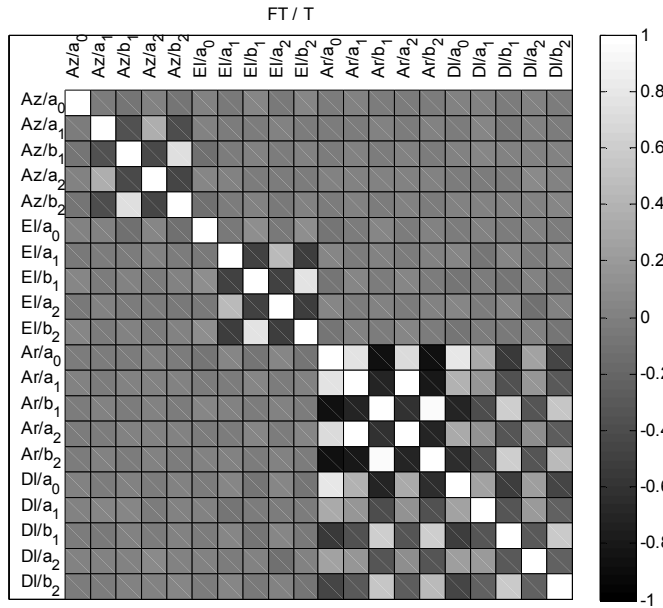 FT / T
Az/a0 Az/a1 Az/b1 Az/a2 Az/b2 El/a0 El/a1 El/b1 El/a2 El/b2 Ar/a0 Ar/a1 Ar/b1 Ar/a2 Ar/b2 Dl/a0 Dl/a1 Dl/b1 Dl/a2 Dl/b2
Az/a0
Az/a1
Az/b1
Az/a2
Az/b2
El/a0
El/a1
El/b1
El/a2
El/b2
Ar/a0
Ar/a1
Ar/b1
Ar/a2
Ar/b2
Dl/a0
Dl/a1
Dl/b1
Dl/a2
Dl/b2
1
0.8
0.6
0.4
0.2
0
-0.2
-0.4
-0.6
-0.8
-1